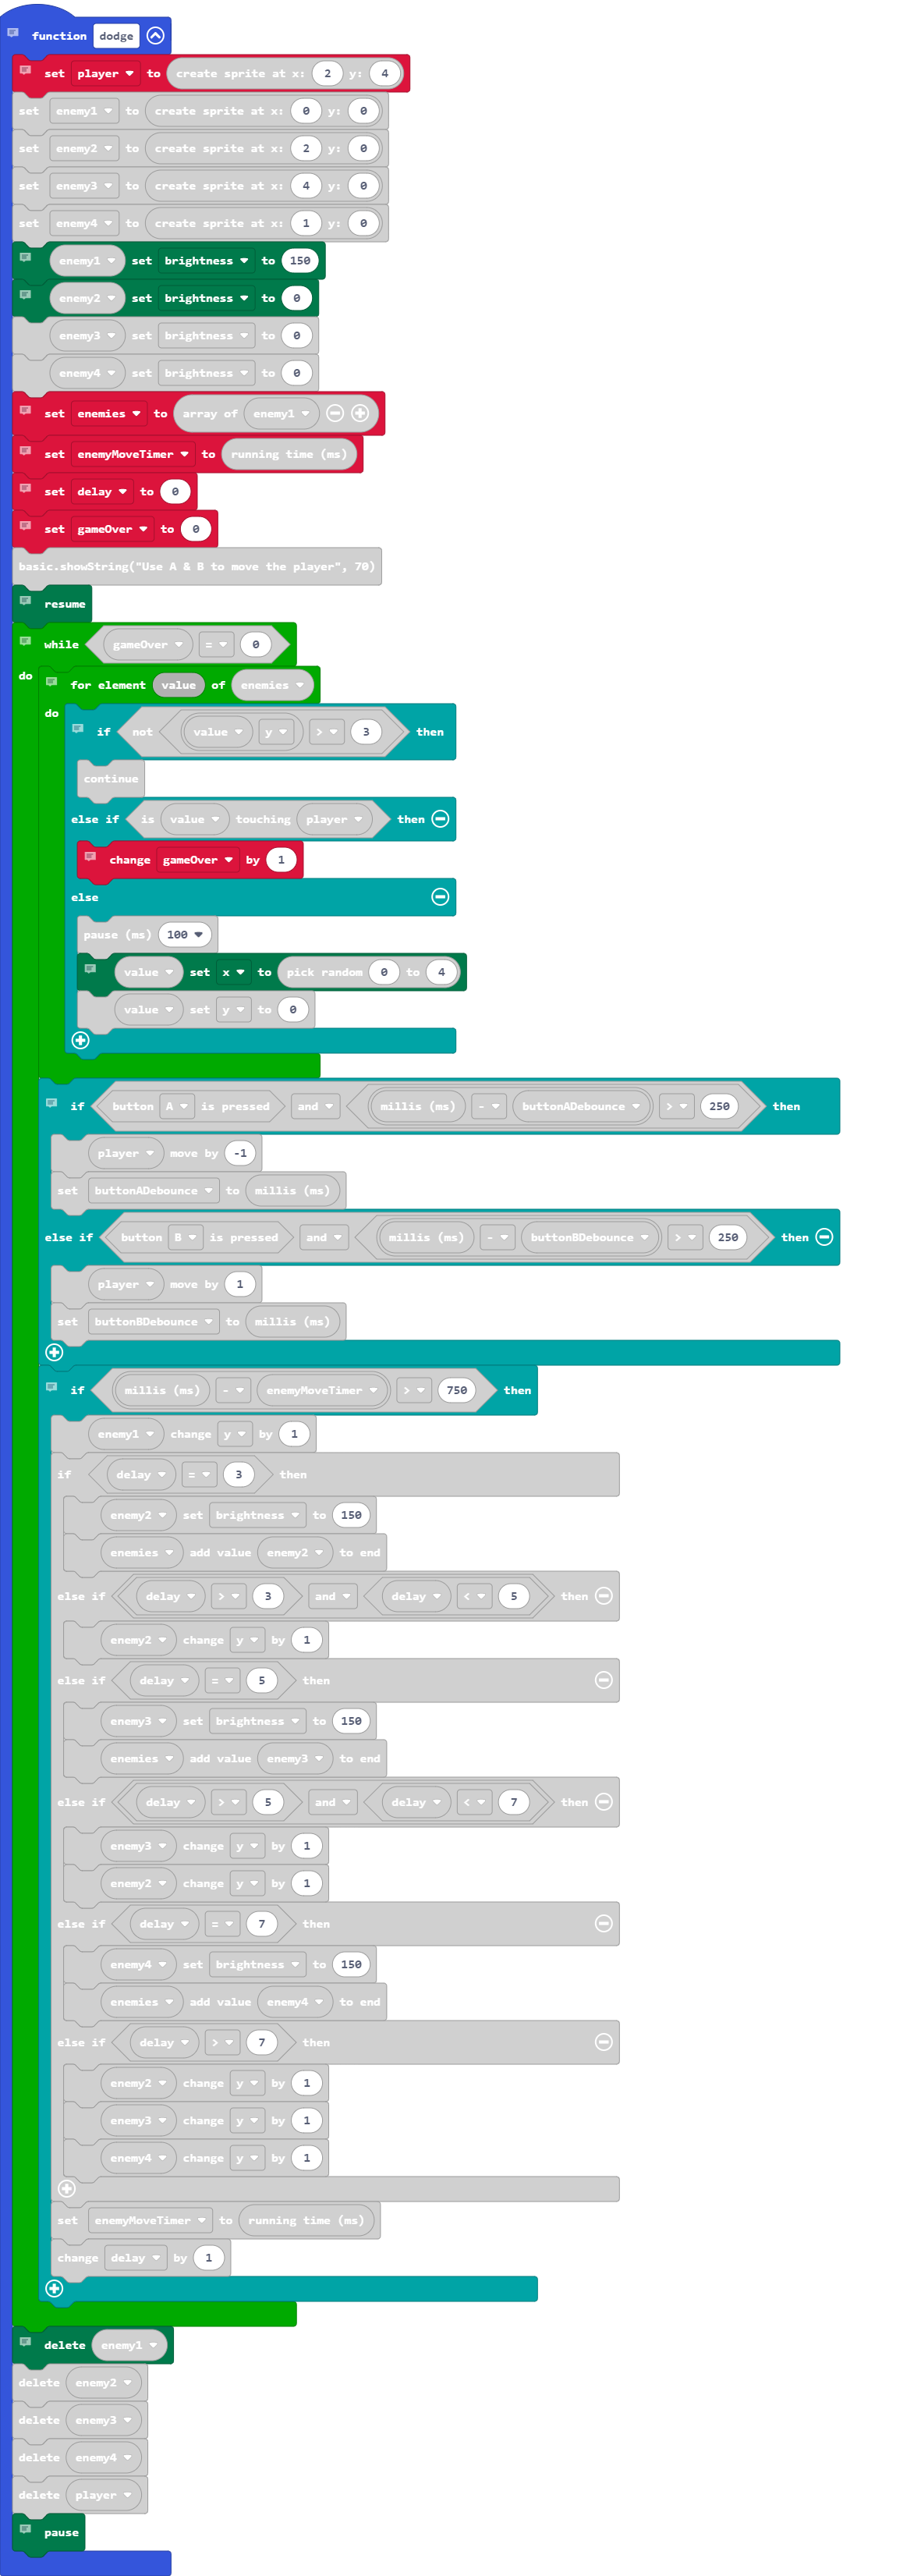 function dodge
set player to create sprite at x: 2 y: 4
set enemy1 to create sprite at x: 0 y: 0
set enemy2 to create sprite at x: 2 y: 0
set enemy3 to create sprite at x: 4 y: 0
set enemy4 to create sprite at x: 1 y: 0
enemy1 set brightness to 150
enemy2 set brightness to 0
enemy3 set brightness to 0
enemy4 set brightness to 0
set enemies to array of enemy1
set enemyMoveTimer to running time (ms)
set delay to 0
set gameOver to 0
basic.showString("Use A & B to move the player", 70)
resume
while gameOver = 0
do for element value of enemies
do if not value y > 3 then
continue
else if is value touching player then
change gameOver by 1
else
pause (ms) 100
value set x to pick random 0 to 4
value set y to 0
if button A is pressed and millis (ms) - buttonADebounce > 250 then
player move by -1
set buttonADebounce to millis (ms)
else if button B is pressed and millis (ms) - buttonBDebounce > 250 then
player move by 1
set buttonBDebounce to millis (ms)
if millis (ms) - enemyMoveTimer > 750 then
enemy1 change y by 1
if delay = 3 then
enemy2 set brightness to 150
enemies add value enemy2 to end
else if delay > 3 and delay < 5 then
enemy2 change y by 1
else if delay = 5 then
enemy3 set brightness to 150
enemies add value enemy3 to end
else if delay > 5 and delay < 7 then
enemy3 change y by 1
enemy2 change y by 1
else if delay = 7 then
enemy4 set brightness to 150
enemies add value enemy4 to end
else if delay > 7 then
enemy2 change y by 1
enemy3 change y by 1
enemy4 change y by 1
set enemyMoveTimer to running time (ms)
change delay by 1
delete enemy1
delete enemy2
delete enemy3
delete enemy4
delete player
pause